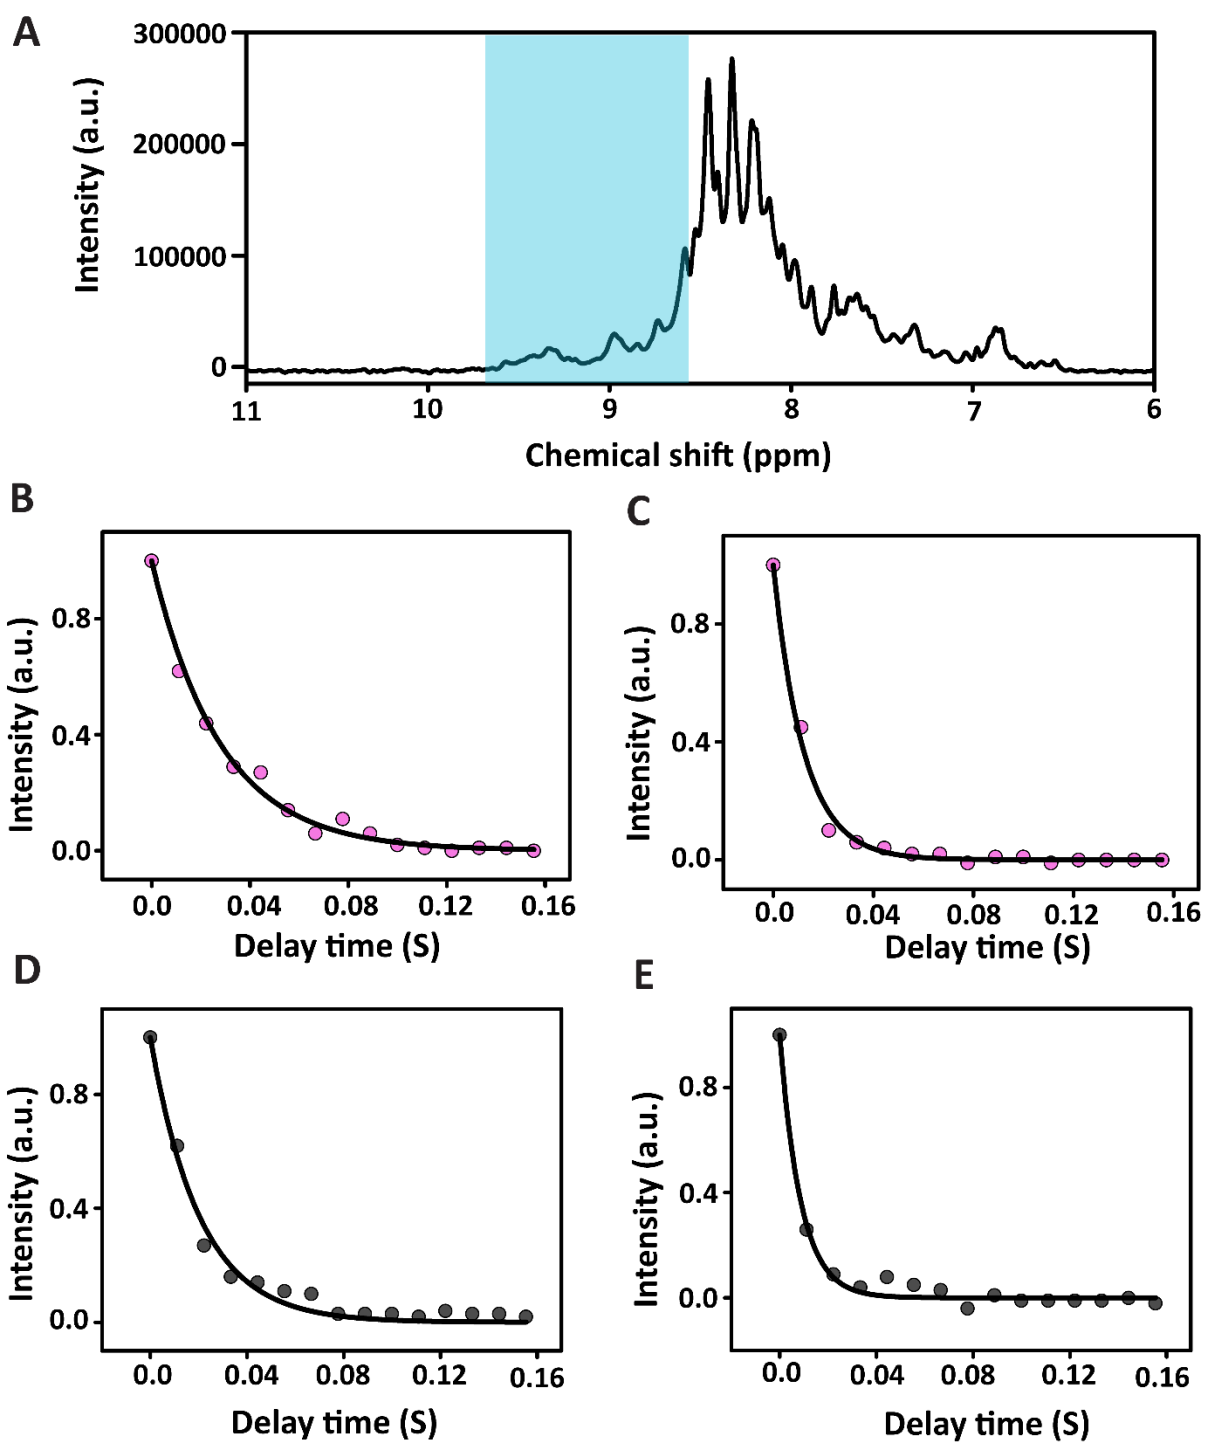 A
300000
200000
100000
0
Intensity (a.u.)
11 10 9 8 7 6
Chemical shift (ppm)
B
0.8
0.4
0.0
Intensity (a.u.)
0.0 0.04 0.08 0.12 0.16
Delay time (S)
C
0.8
0.4
0.0
Intensity (a.u.)
0.0 0.04 0.08 0.12 0.16
Delay time (S)
D
0.8
0.4
0.0
Intensity (a.u.)
0.0 0.04 0.08 0.12 0.16
Delay time (S)
E
0.8
0.4
0.0
Intensity (a.u.)
0.0 0.04 0.08 0.12 0.16
Delay time (S)